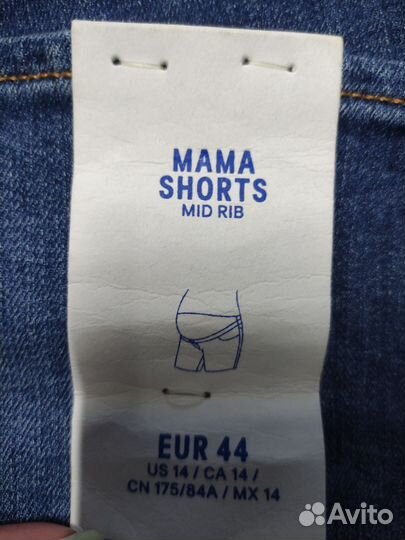 MAMA
SHORTS
MID RIB
EUR 44
US 14 / CA 14 /
CN 175/84A / MX 14
Avito